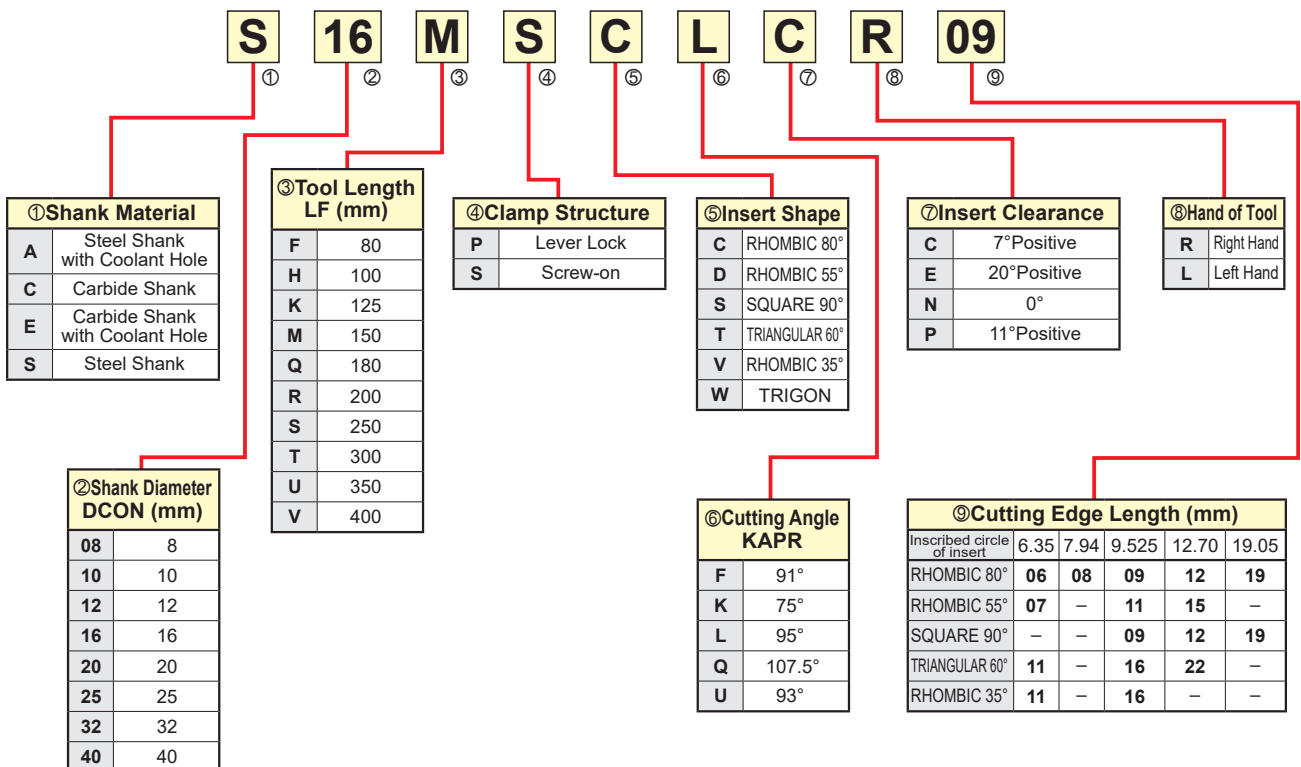 S 16 M S C L C R 09
① ② ③ ④ ⑤ ⑥ ⑦ ⑧ ⑨
①Shank Material
A Steel Shank
with Coolant Hole
C Carbide Shank
E Carbide Shank
with Coolant Hole
S Steel Shank
②Shank Diameter
DCON (mm)
08 8
10 10
12 12
16 16
20 20
25 25
32 32
40 40
③Tool Length
LF (mm)
F 80
H 100
K 125
M 150
Q 180
R 200
S 250
T 300
U 350
V 400
④Clamp Structure
P Lever Lock
S Screw-on
⑤Insert Shape
C RHOMBIC 80°
D RHOMBIC 55°
S SQUARE 90°
T TRIANGULAR 60°
V RHOMBIC 35°
W TRIGON
⑥Cutting Angle
KAPR
F 91°
K 75°
L 95°
Q 107.5°
U 93°
⑦Insert Clearance
C 7°Positive
E 20°Positive
N 0°
P 11°Positive
⑧Hand of Tool
R Right Hand
L Left Hand
⑨Cutting Edge Length (mm)
Inscribed circle
of insert 6.35 7.94 9.525 12.70 19.05
RHOMBIC 80° 06 08 09 12 19
RHOMBIC 55° 07 – 11 15 –
SQUARE 90° – – 09 12 19
TRIANGULAR 60° 11 – 16 22 –
RHOMBIC 35° 11 – 16 – –